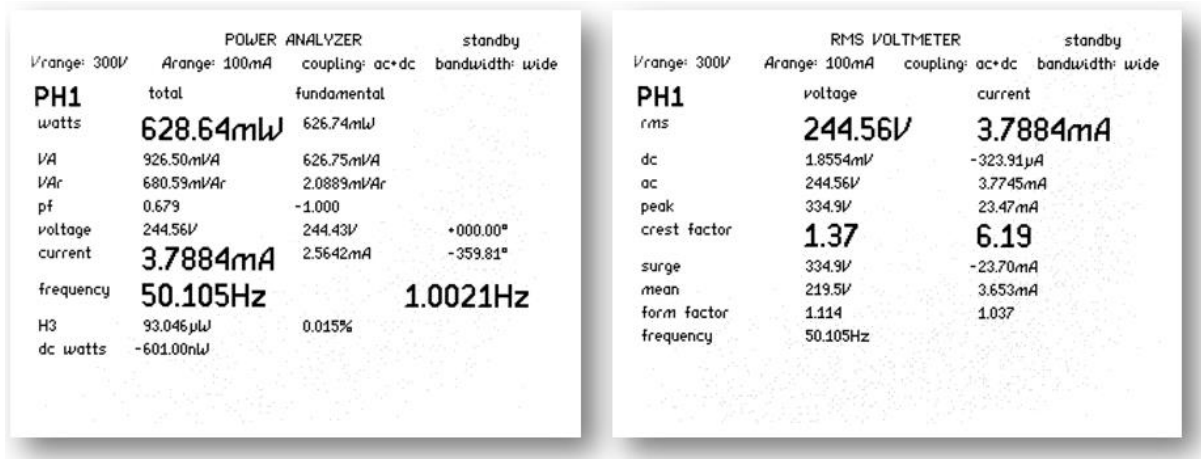 POWER ANALYZER standby
Vrange: 300V Arange: 100mA coupling: ac+dc bandwidth: wide
PH1 total fundamental
watts 628.64mW 626.74mW
VA 926.50mVA 626.75mVA
VAr 680.59mVAr 2.0889mVAr
pf 0.679 -1.000
voltage 244.56V 244.43V +000.00°
current 3.7884mA 2.5642mA -359.81°
frequency 50.105Hz 1.0021Hz
H3 93.046µW 0.015%
dc watts -601.00nW
RMS VOLTMETER standby
Vrange: 300V Arange: 100mA coupling: ac+dc bandwidth: wide
PH1 voltage current
rms 244.56V 3.7884mA
dc 1.8554mV -323.91µA
ac 244.56V 3.7745mA
peak 334.9V 23.47mA
crest factor 1.37 6.19
surge 334.9V -23.70mA
mean 219.5V 3.653mA
form factor 1.114 1.037
frequency 50.105Hz